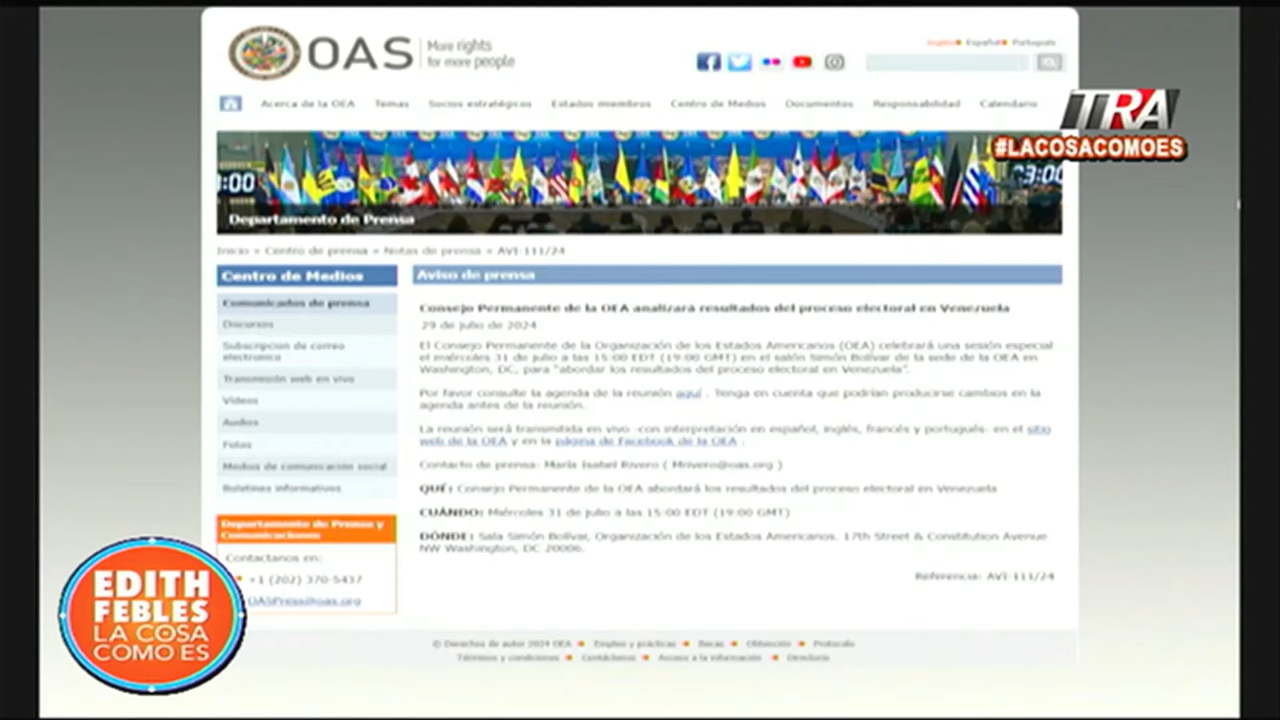 OAS
More rights
for more people
Inglés Español Portugués
Acerca de la OEA Temas Socios estratégicos Estados miembros Centro de Medios Documentos Responsabilidad Calendario
TRA
#LACOSACOMOES
:00
03:00
Departamento de Prensa
Inicio » Centro de prensa » Notas de prensa » AVI-111/24
Centro de Medios
Comunicados de prensa
Discursos
Subscripcion de correo
electronico
Transmisión web en vivo
Videos
Audios
Fotos
Medios de comunicación social
Boletines informativos
Departamento de Prensa y
Comunicaciones
Contactanos en:
+1 (202) 370-5437
OASPress@oas.org
Aviso de prensa
Consejo Permanente de la OEA analizará resultados del proceso electoral en Venezuela
29 de julio de 2024
El Consejo Permanente de la Organización de los Estados Americanos (OEA) celebrará una sesión especial
el miércoles 31 de julio a las 15:00 EDT (19:00 GMT) en el salón Simón Bolívar de la sede de la OEA en
Washington, DC, para "abordar los resultados del proceso electoral en Venezuela".
Por favor consulte la agenda de la reunión aquí . Tenga en cuenta que podrían producirse cambios en la
agenda antes de la reunión.
La reunión será transmitida en vivo -con interpretación en español, inglés, francés y portugués- en el sitio
web de la OEA y en la página de Facebook de la OEA .
Contacto de prensa: María Isabel Rivero ( Mrivero@oas.org )
QUÉ: Consejo Permanente de la OEA abordará los resultados del proceso electoral en Venezuela
CUÁNDO: Miércoles 31 de julio a las 15:00 EDT (19:00 GMT)
DÓNDE: Sala Simón Bolívar, Organización de los Estados Americanos. 17th Street & Constitution Avenue
NW Washington, DC 20006.
Referencia: AVI-111/24
© Derechos de autor 2024 OEA Empleo y prácticas Becas Obtención Protocolo
Términos y condiciones Contáctenos Acceso a la información Directorio
EDITH
FEBLES
LA COSA
COMO ES